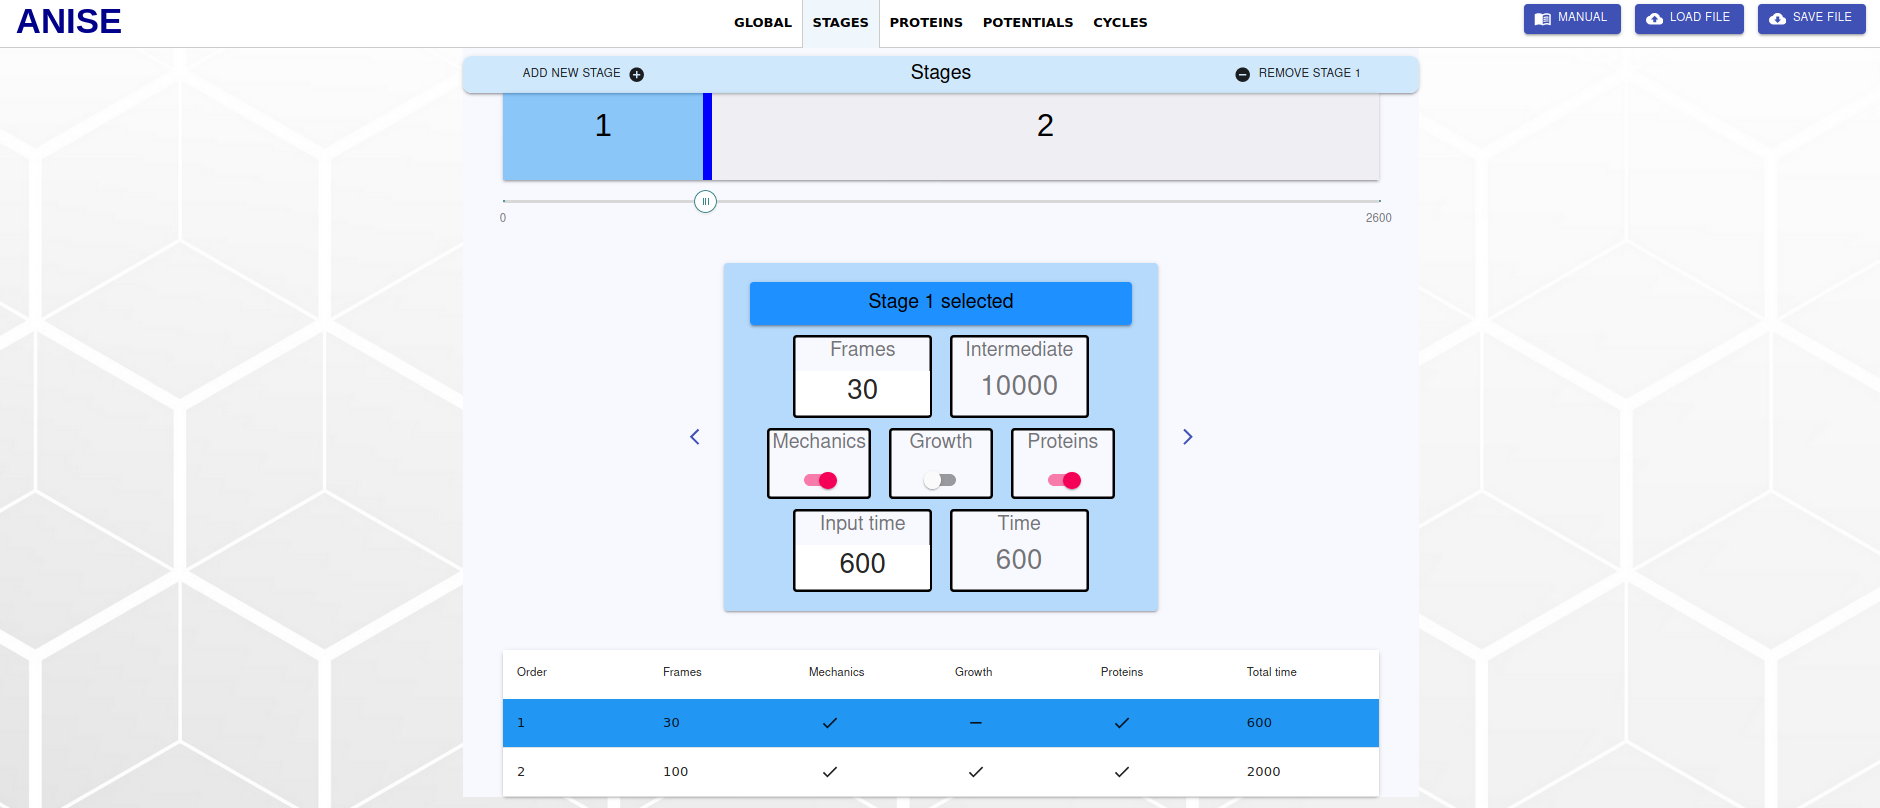 ANISE
GLOBAL STAGES PROTEINS POTENTIALS CYCLES
MANUAL LOAD FILE SAVE FILE
ADD NEW STAGE Stages REMOVE STAGE 1
1 2
0 2600
Stage 1 selected
Frames Intermediate
30 10000
Mechanics Growth Proteins
Input time Time
600 600
Order Frames Mechanics Growth Proteins Total time
1 30 600
2 100 2000